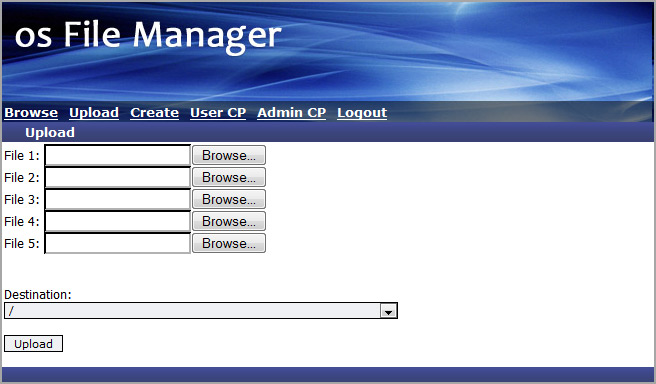 os File Manager
Browse Upload Create User CP Admin CP Logout
Upload
File 1: Browse...
File 2: Browse...
File 3: Browse...
File 4: Browse...
File 5: Browse...
Destination:
/
Upload